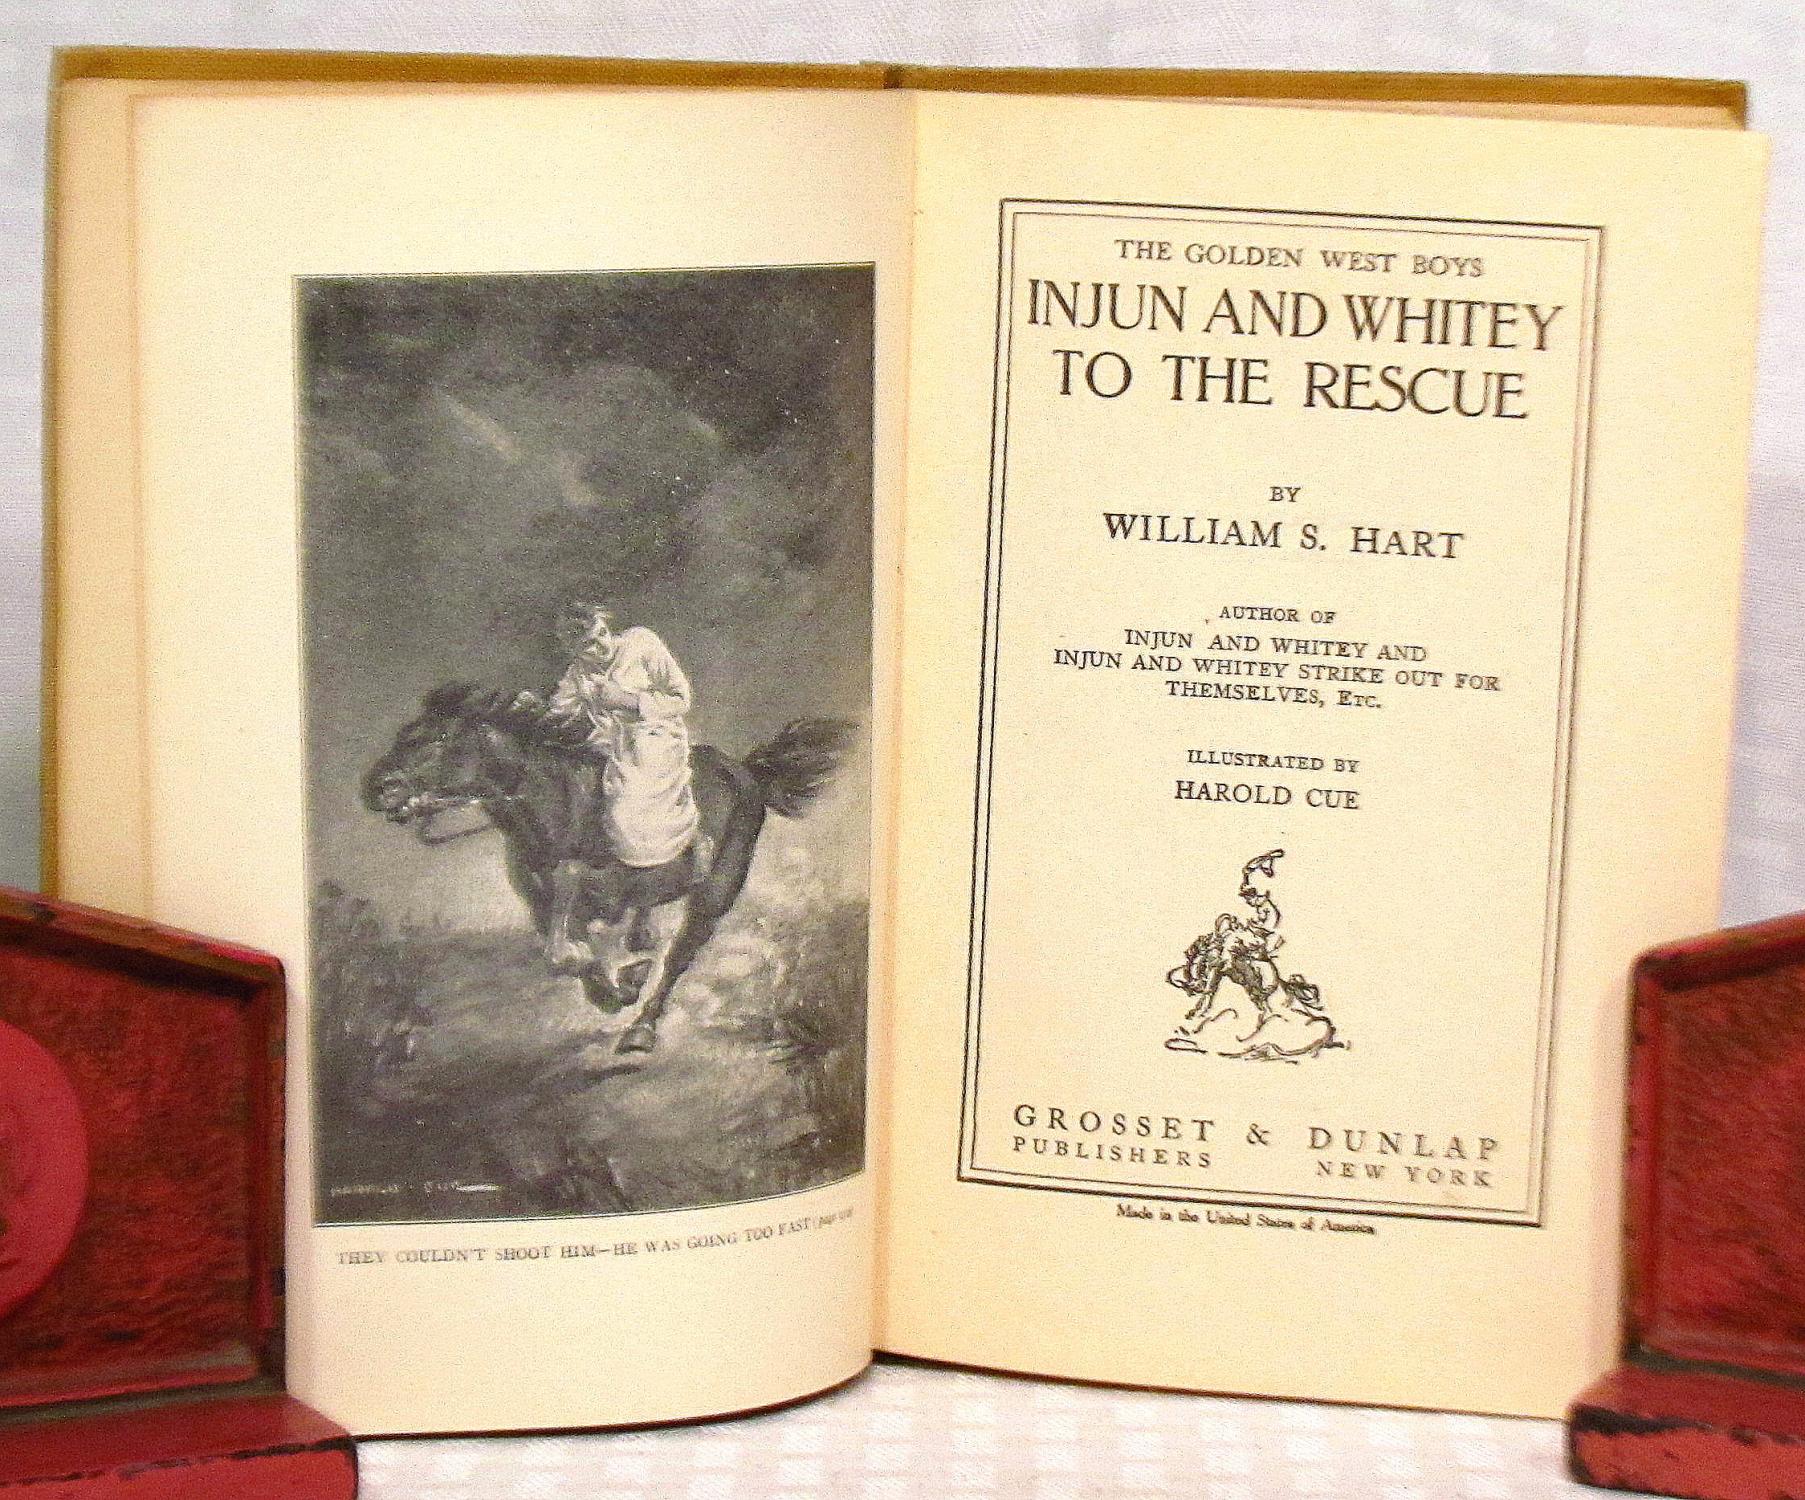 THEY COULDN'T SHOOT HIM—HE WAS GOING TOO FAST (page
THE GOLDEN WEST BOYS
INJUN AND WHITEY
TO THE RESCUE
BY
WILLIAM S. HART
AUTHOR OF
INJUN AND WHITEY AND
INJUN AND WHITEY STRIKE OUT FOR
THEMSELVES, ETC.
ILLUSTRATED BY
HAROLD CUE
GROSSET & DUNLAP
PUBLISHERS NEW YORK
Made in the United States of America